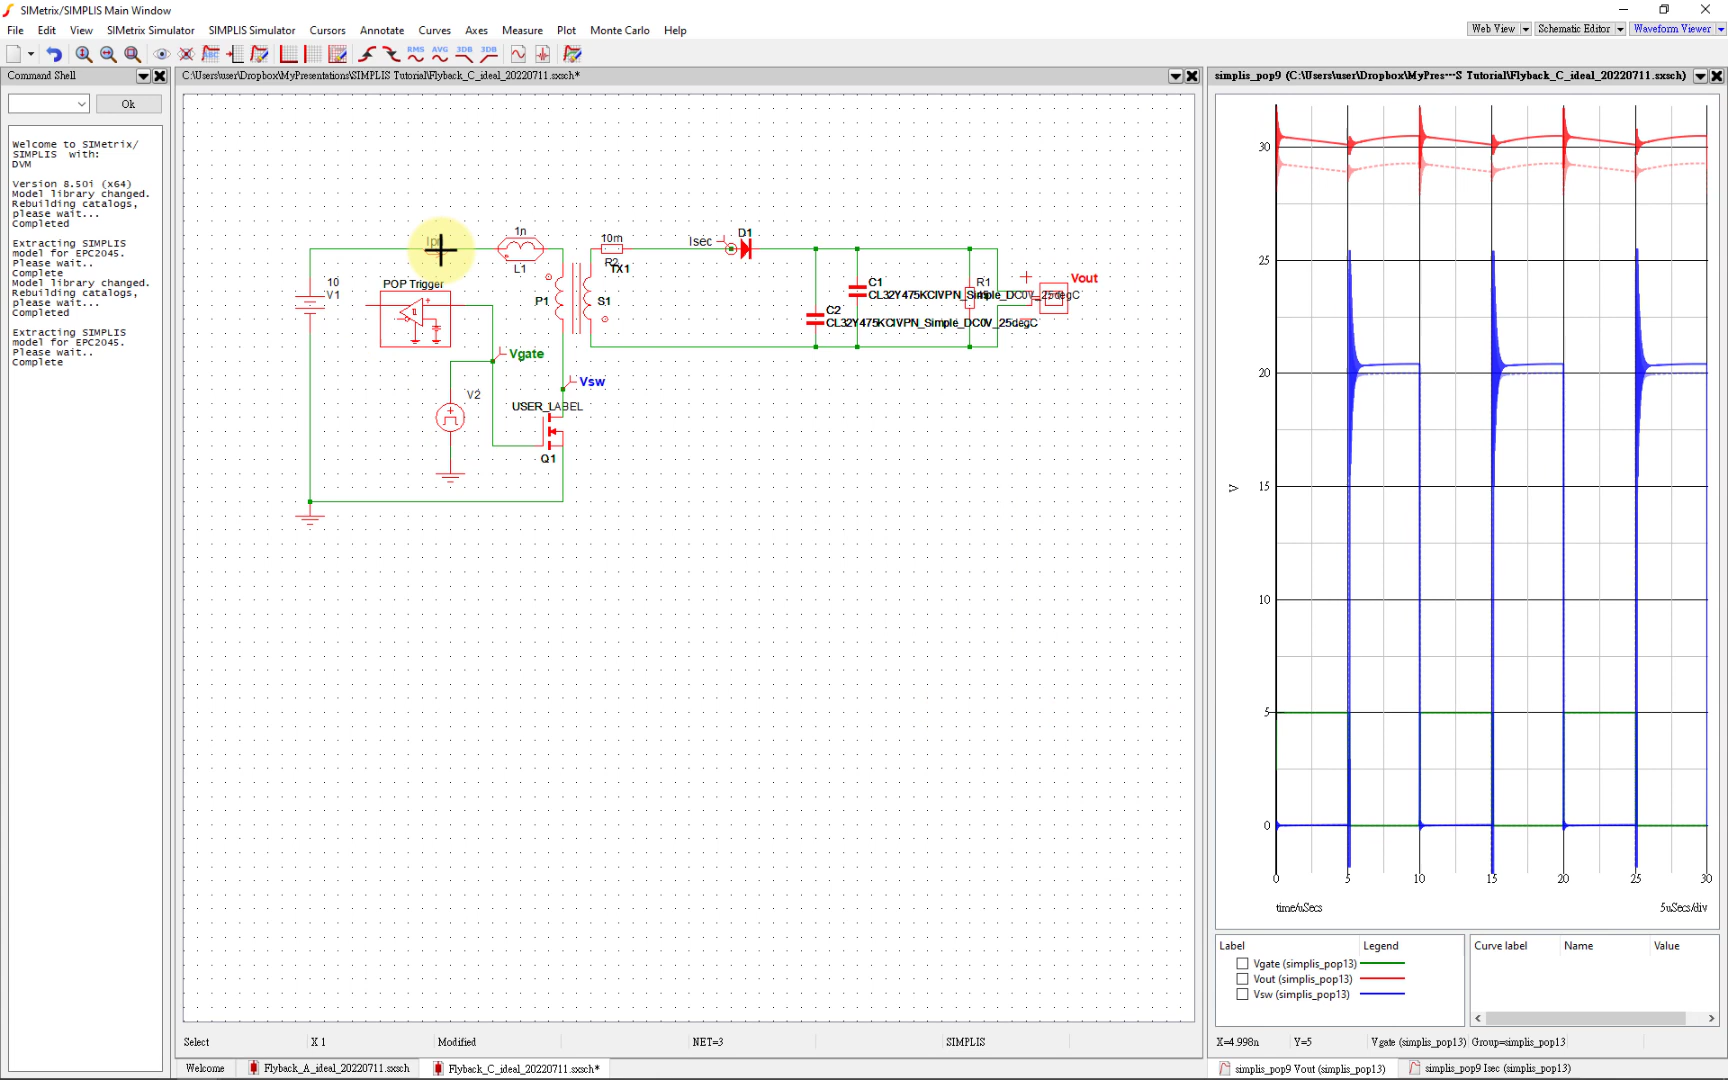 SIMetrix/SIMPLIS Main Window
File Edit View SIMetrix Simulator SIMPLIS Simulator Cursors Annotate Curves Axes Measure Plot Monte Carlo Help
Web View Schematic Editor Waveform Viewer
RMS AVG 3DB 3DB
Command Shell
Ok
Welcome to SIMetrix/
SIMPLIS with:
DVM
Version 8.50i (x64)
Model library changed.
Rebuilding catalogs,
please wait...
Completed
Extracting SIMPLIS
model for EPC2045.
Please wait..
Complete
Model library changed.
Rebuilding catalogs,
please wait...
Completed
Extracting SIMPLIS
model for EPC2045.
Please wait..
Complete
C:\Users\user\Dropbox\MyPresentations\SIMPLIS Tutorial\Flyback_C_ideal_20220711.sxsch*
1n
L1
10m
R2
TX1
Isec
D1
10
V1
POP Trigger
P1
S1
C1
CL32Y475KCIVPN_Simple_DC0V_25degC
C2
CL32Y475KCIVPN_Simple_DC0V_25degC
R1
Vout
Vgate
Vsw
V2
USER_LABEL
Q1
Select X 1 Modified NET=3 SIMPLIS
Welcome Flyback_A_ideal_20220711.sxsch Flyback_C_ideal_20220711.sxsch*
simplis_pop9 (C:\Users\user\Dropbox\MyPres···S Tutorial\Flyback_C_ideal_20220711.sxsch)
30
25
20
15
V
10
5
0
0 5 10 15 20 25 30
time/uSecs 5uSecs/div
Label Legend
Vgate (simplis_pop13)
Vout (simplis_pop13)
Vsw (simplis_pop13)
Curve label Name Value
X=4.998n Y=5 Vgate (simplis_pop13) Group=simplis_pop13
simplis_pop9 Vout (simplis_pop13) simplis_pop9 Isec (simplis_pop13)